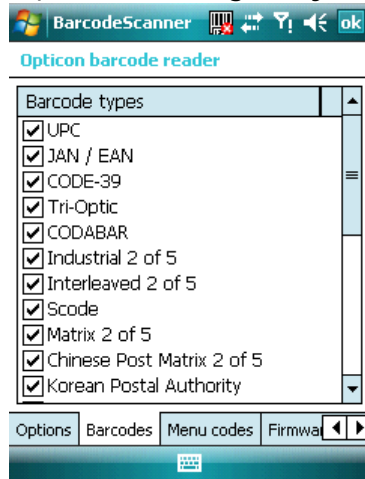 BarcodeScanner ok
Opticon barcode reader
Barcode types
UPC
JAN / EAN
CODE-39
Tri-Optic
CODABAR
Industrial 2 of 5
Interleaved 2 of 5
Scode
Matrix 2 of 5
Chinese Post Matrix 2 of 5
Korean Postal Authority
Options Barcodes Menu codes Firmwa